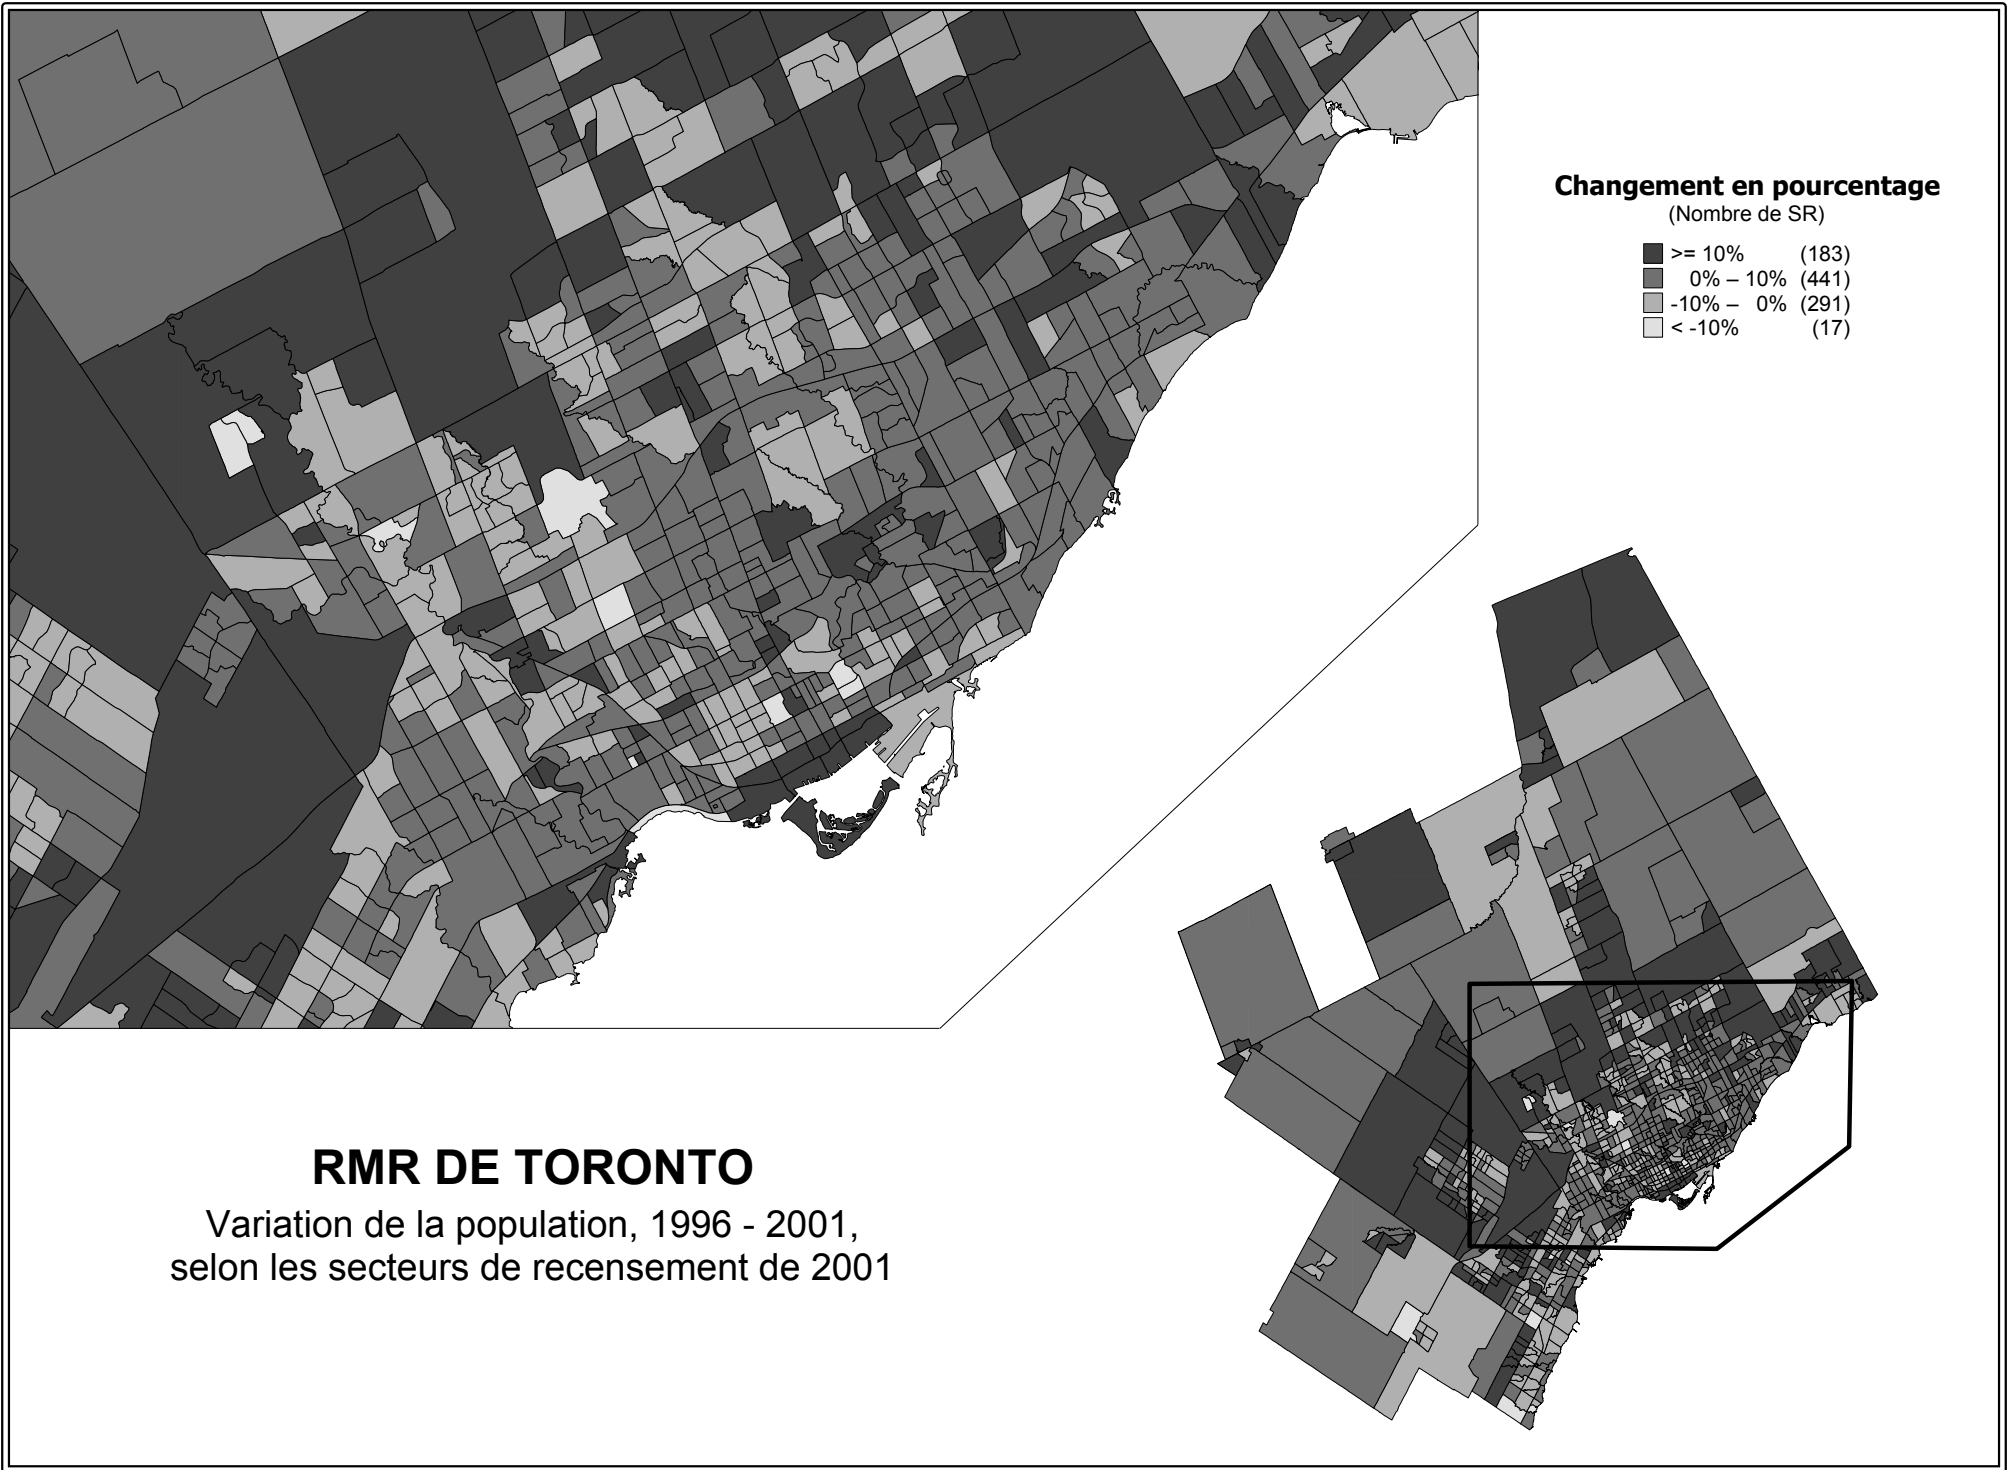 Changement en pourcentage
(Nombre de SR)
>= 10% (183)
0% – 10% (441)
-10% – 0% (291)
< -10% (17)
RMR DE TORONTO
Variation de la population, 1996 - 2001,
selon les secteurs de recensement de 2001